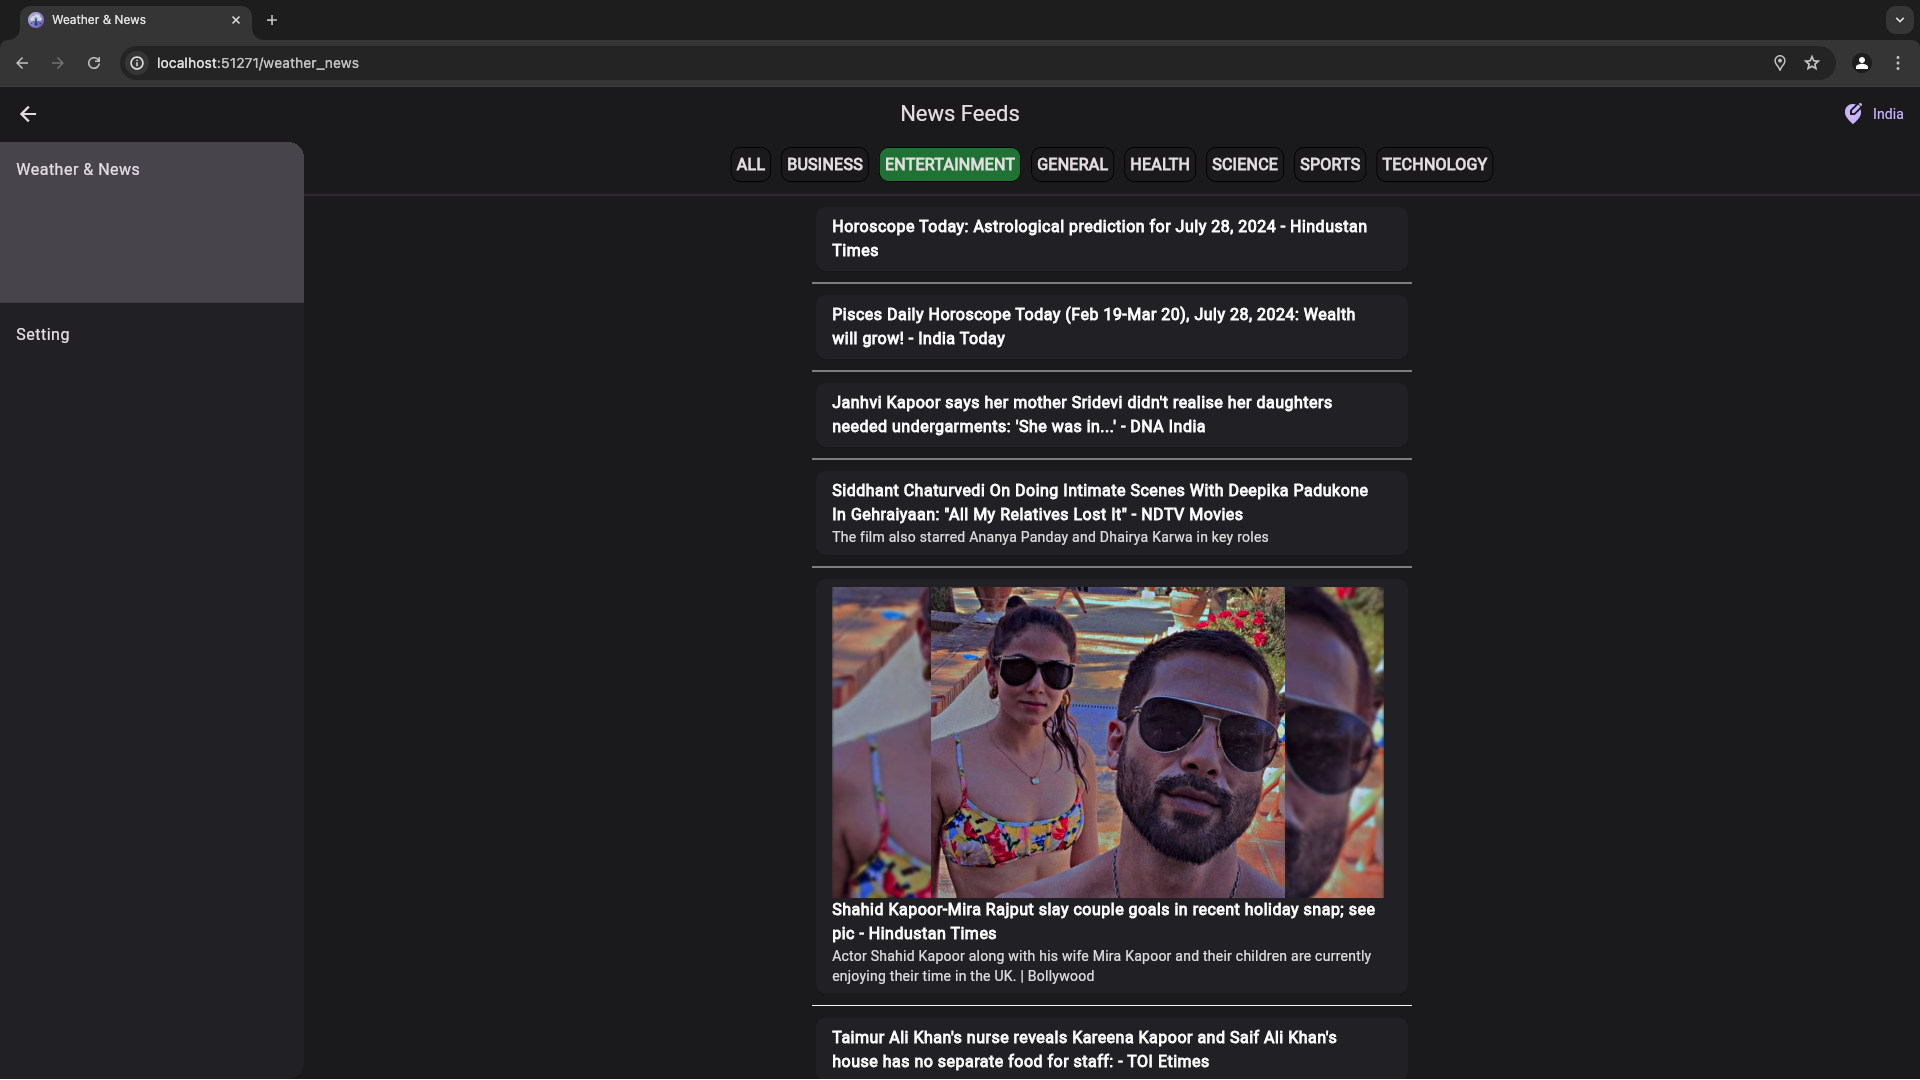 Weather & News
localhost:51271/weather_news
News Feeds
India
Weather & News
Setting
ALL BUSINESS ENTERTAINMENT GENERAL HEALTH SCIENCE SPORTS TECHNOLOGY
Horoscope Today: Astrological prediction for July 28, 2024 - Hindustan
Times
Pisces Daily Horoscope Today (Feb 19-Mar 20), July 28, 2024: Wealth
will grow! - India Today
Janhvi Kapoor says her mother Sridevi didn't realise her daughters
needed undergarments: 'She was in...' - DNA India
Siddhant Chaturvedi On Doing Intimate Scenes With Deepika Padukone
In Gehraiyaan: "All My Relatives Lost It" - NDTV Movies
The film also starred Ananya Panday and Dhairya Karwa in key roles
Shahid Kapoor-Mira Rajput slay couple goals in recent holiday snap; see
pic - Hindustan Times
Actor Shahid Kapoor along with his wife Mira Kapoor and their children are currently
enjoying their time in the UK. | Bollywood
Taimur Ali Khan's nurse reveals Kareena Kapoor and Saif Ali Khan's
house has no separate food for staff: - TOI Etimes